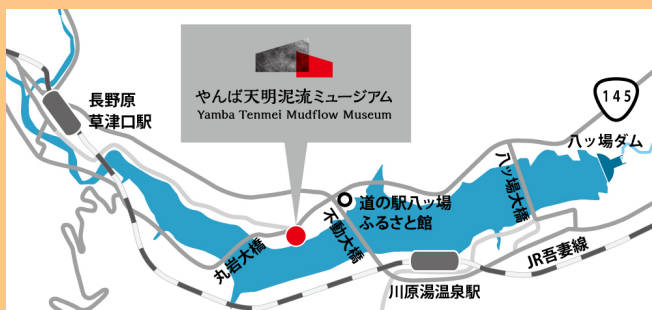 長野原
草津口駅
やんば天明泥流ミュージアム
Yamba Tenmei Mudflow Museum
145
八ッ場ダム
八ッ場大橋
道の駅八ッ場
ふるさと館
不動大橋
丸岩大橋
川原湯温泉駅
JR吾妻線